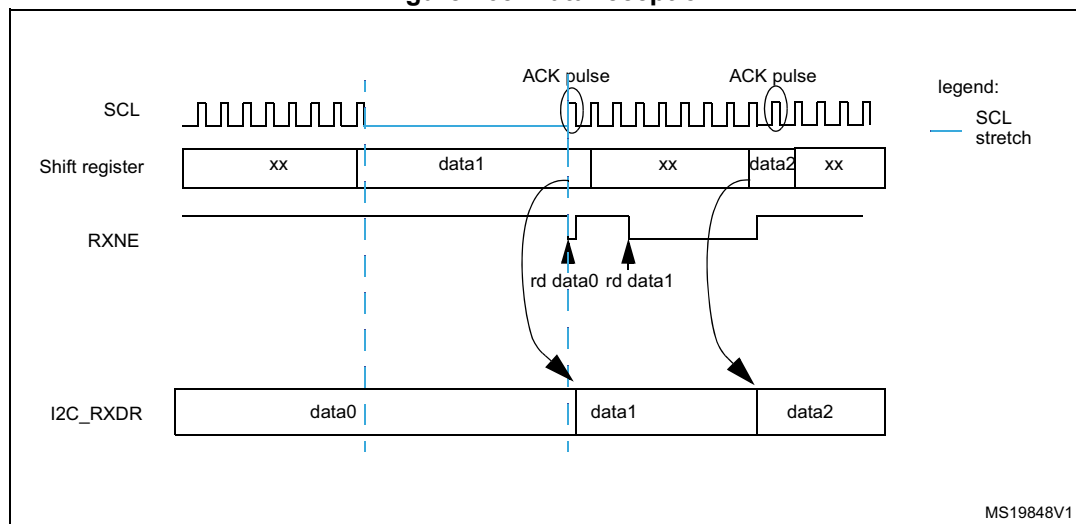 ACK pulse ACK pulse
legend:
SCL
SCL
stretch
Shift register xx data1 xx data2 xx
RXNE
rd data0 rd data1
I2C_RXDR data0 data1 data2
MS19848V1